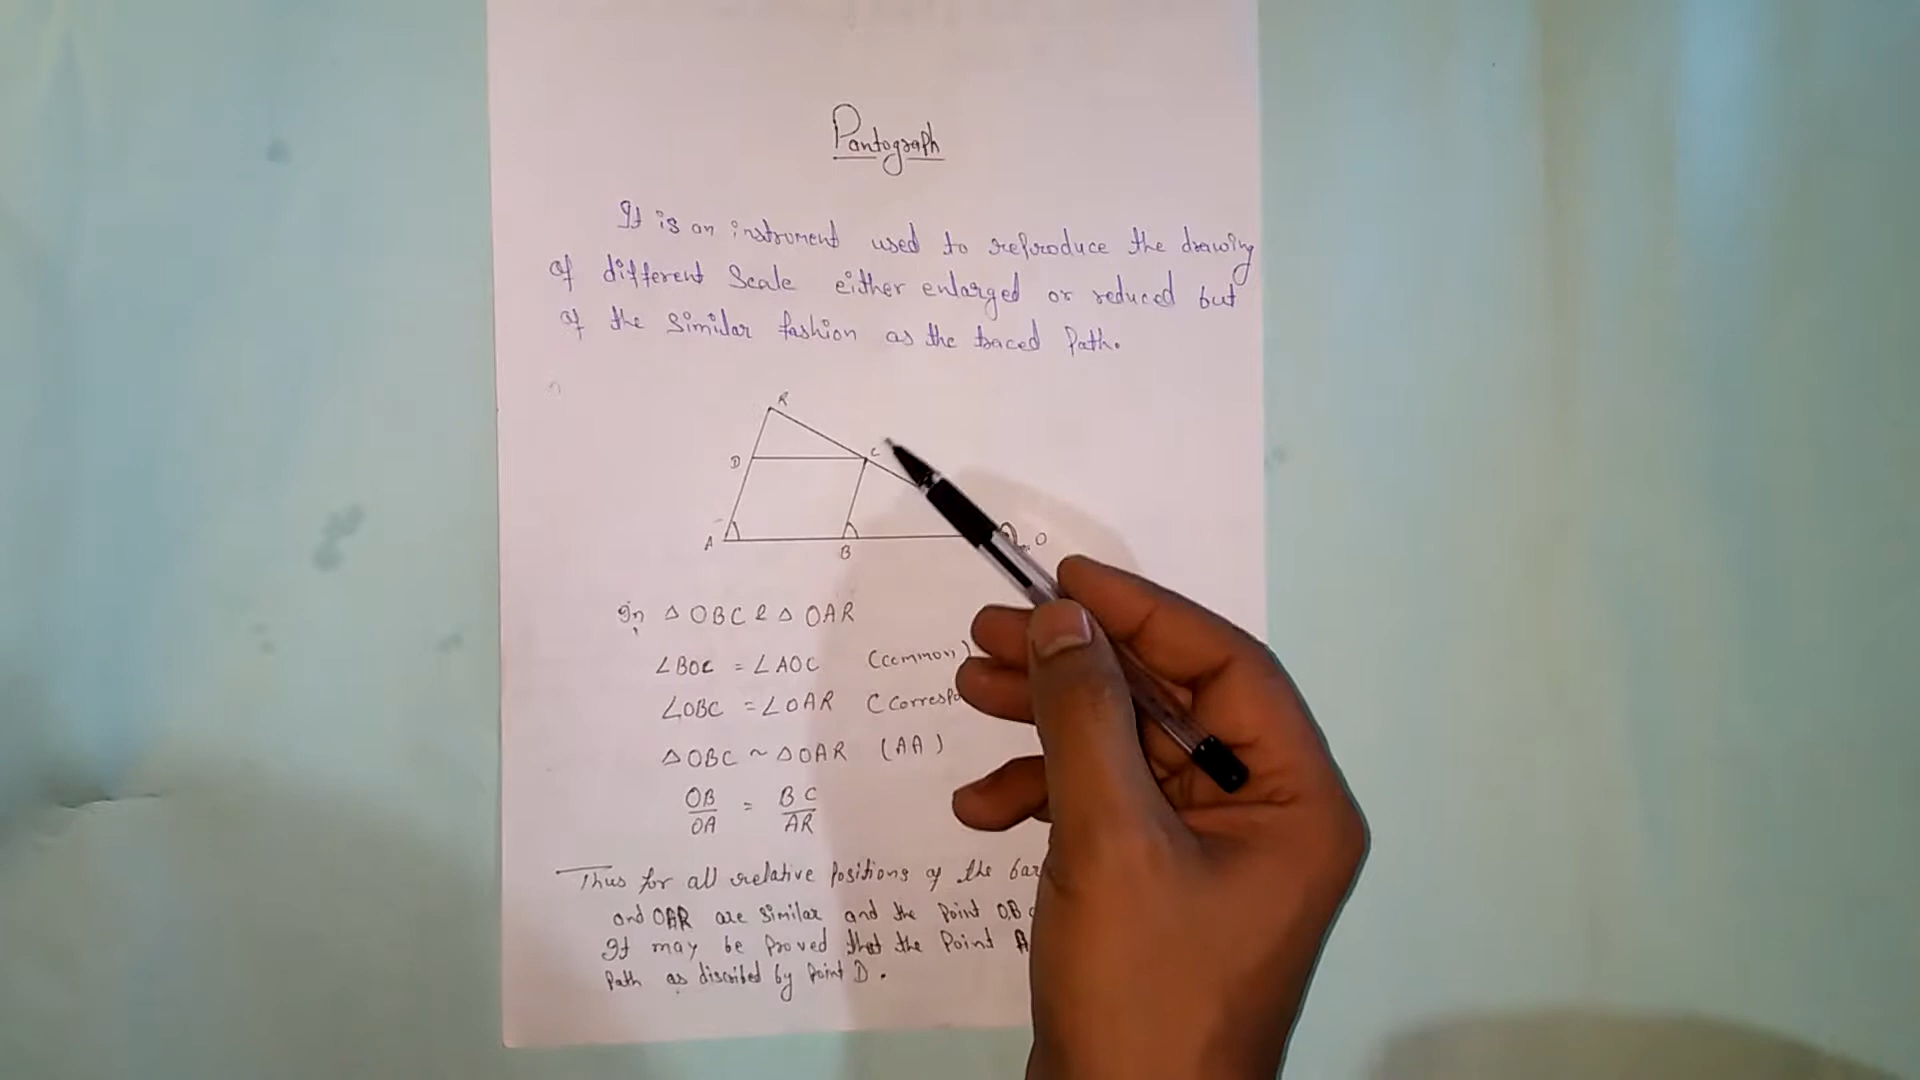 Pantograph
It is an instrument used to reproduce the drawing
of different Scale either enlarged or reduced but
of the similar fashion as the traced Path.
R
D
C
A
B
O
In △ OBC & △ OAR
∠BOC = ∠AOC (common)
∠OBC = ∠OAR (Correspo
△OBC ~ △OAR (AA)
OB/OA = BC/AR
Thus for all relative Positions of the bar
and OAR are similar and the Point O,B
It may be Proved that the Point
Path as discribed by Point D.